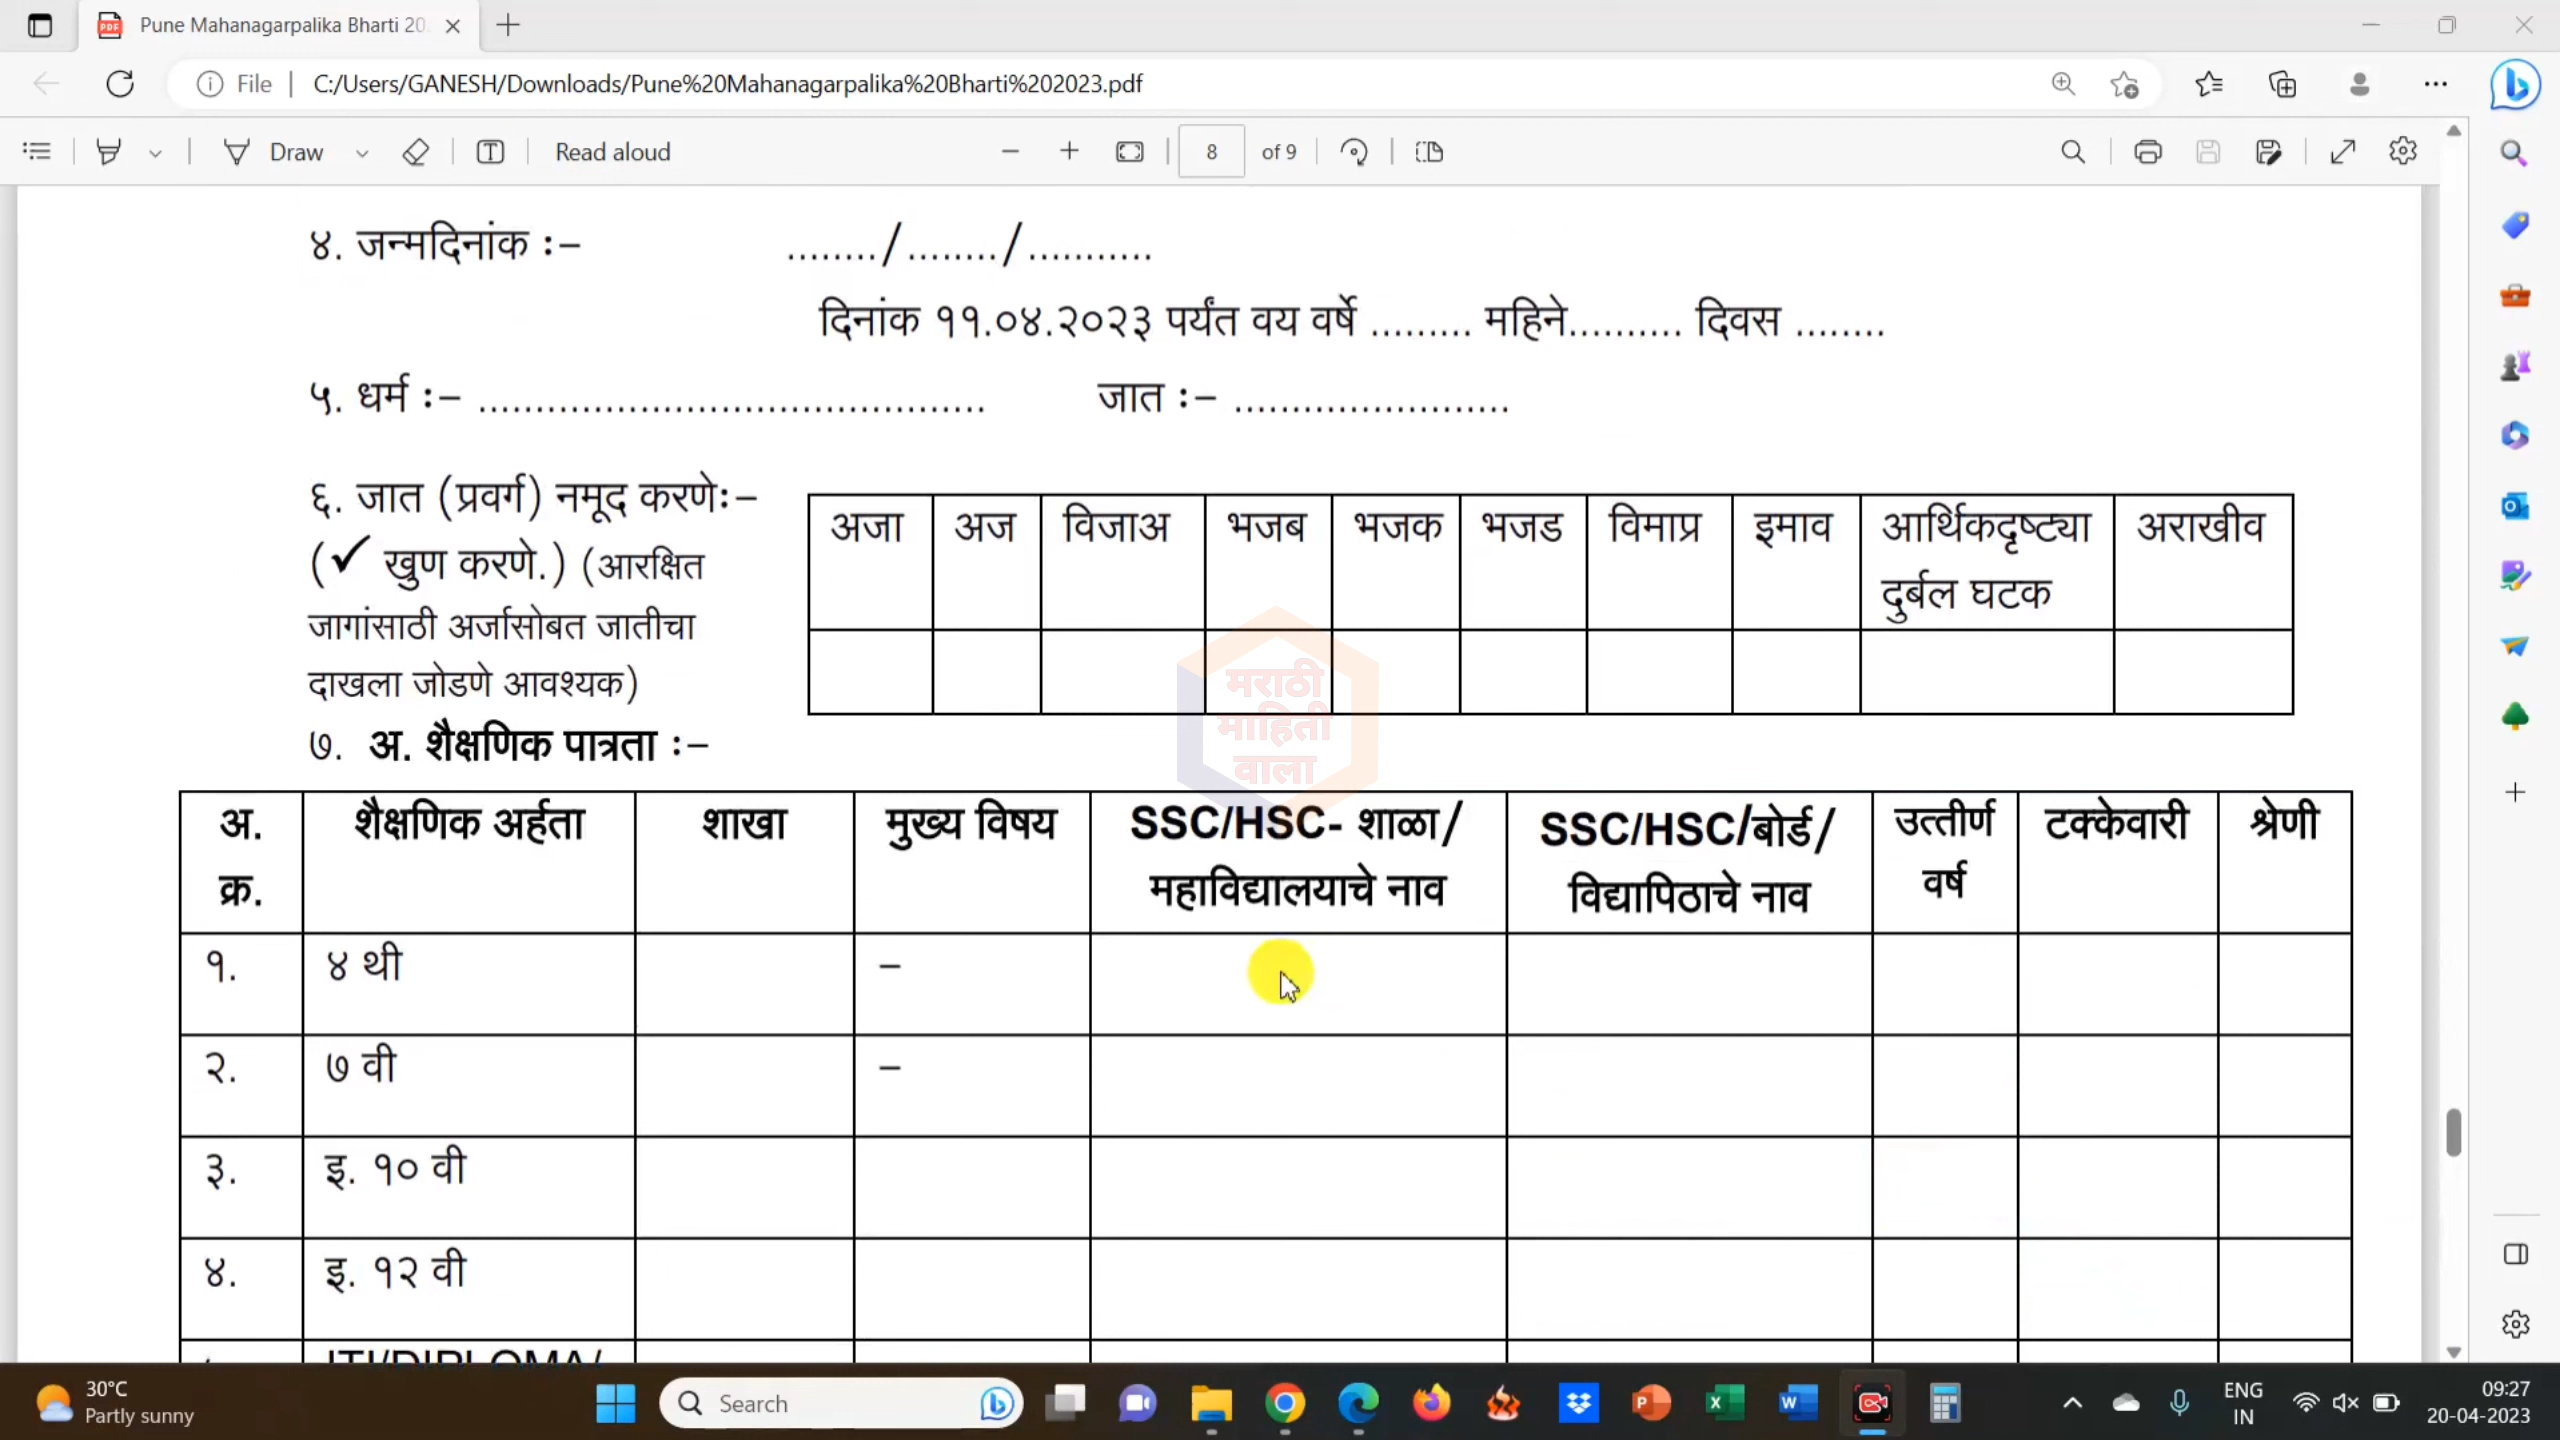 Pune Mahanagarpalika Bharti 20
File C:/Users/GANESH/Downloads/Pune%20Mahanagarpalika%20Bharti%202023.pdf
Draw Read aloud 8 of 9
४. जन्मदिनांक :– ......../......../...........
दिनांक ११.०४.२०२३ पर्यंत वय वर्षे ......... महिने.......... दिवस ........
५. धर्म :– ............................................ जात :– ........................
६. जात (प्रवर्ग) नमूद करणे:–
(✓ खुण करणे.) (आरक्षित
जागांसाठी अर्जासोबत जातीचा
दाखला जोडणे आवश्यक)
अजा अज विजाअ भजब भजक भजड विमाप्र इमाव आर्थिकदृष्ट्या अराखीव
दुर्बल घटक
मराठी
माहिती
वाला
७. अ. शैक्षणिक पात्रता :–
अ. शैक्षणिक अर्हता शाखा मुख्य विषय SSC/HSC- शाळा/ SSC/HSC/बोर्ड/ उत्तीर्ण टक्केवारी श्रेणी
क्र. महाविद्यालयाचे नाव विद्यापिठाचे नाव वर्ष
१. ४ थी –
२. ७ वी –
३. इ. १० वी
४. इ. १२ वी
ITI/DIPLOMA/
30°C
Partly sunny
Search
ENG
IN
09:27
20-04-2023